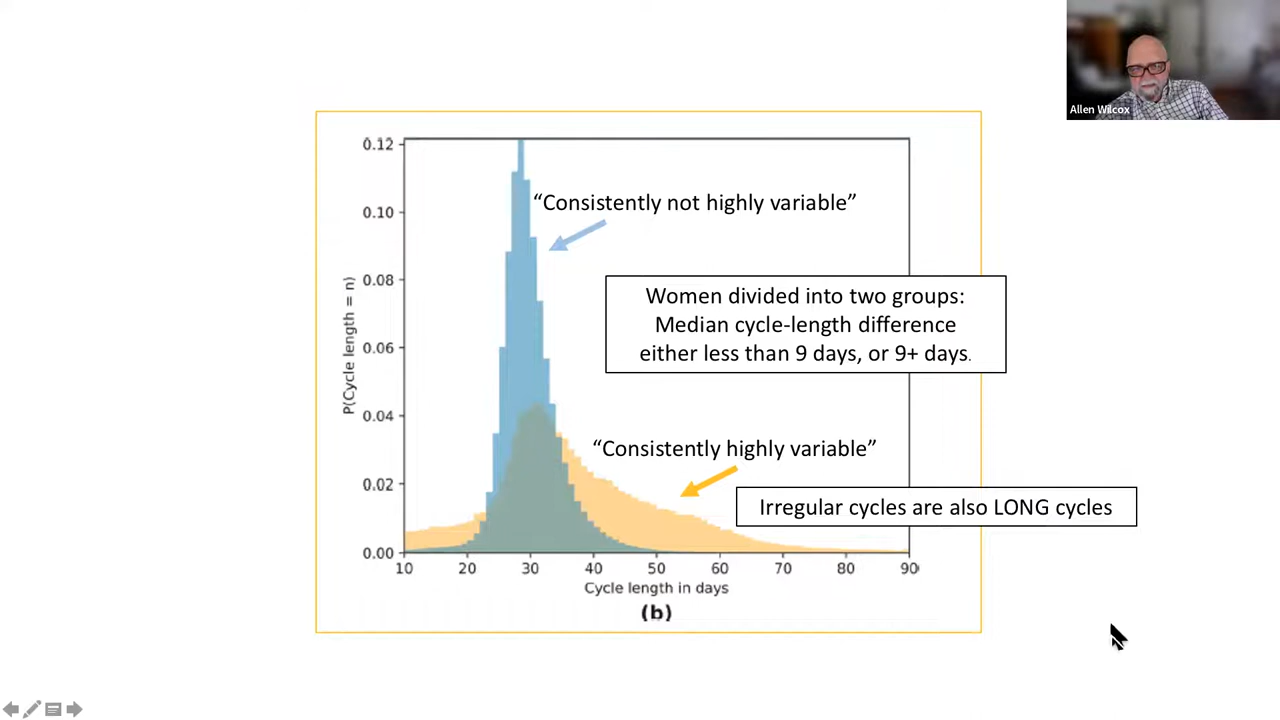 Allen Wilcox
0.12
0.10
0.08
0.06
0.04
0.02
0.00
P(Cycle length = n)
“Consistently not highly variable”
Women divided into two groups:
Median cycle-length difference
either less than 9 days, or 9+ days.
“Consistently highly variable”
Irregular cycles are also LONG cycles
10 20 30 40 50 60 70 80 90
Cycle length in days
(b)